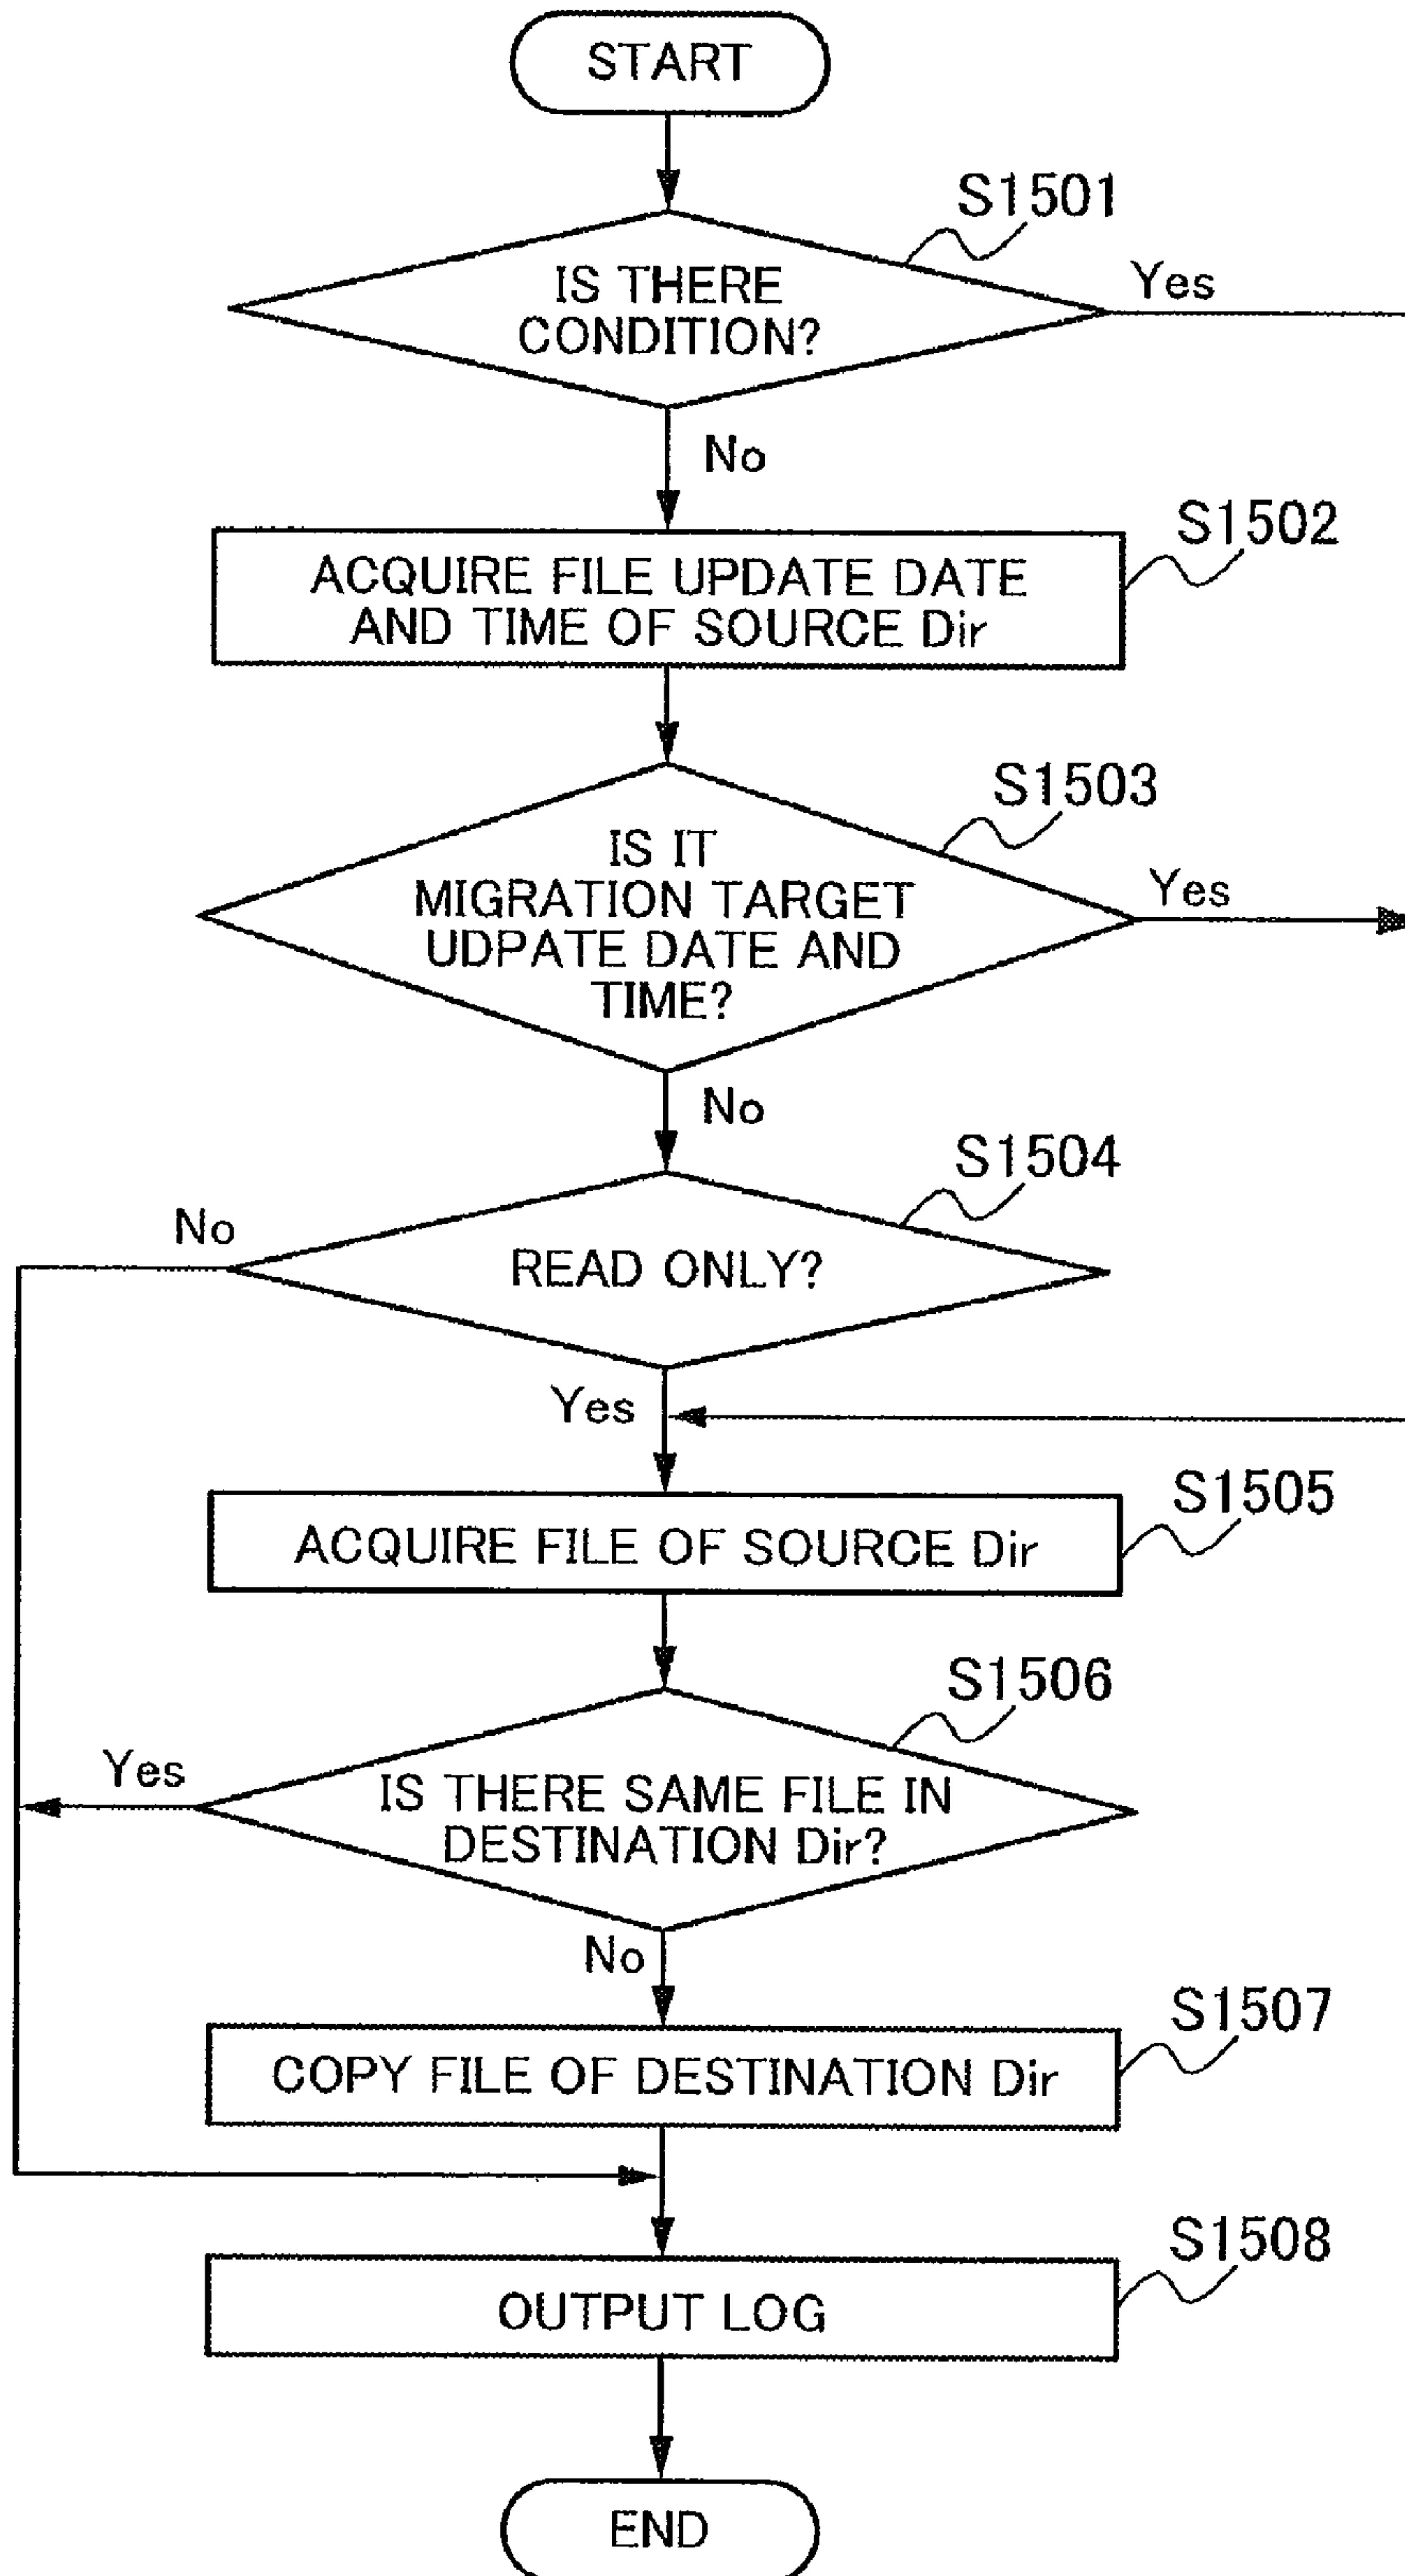 START
S1501
IS THERE
CONDITION?
Yes
No
S1502
ACQUIRE FILE UPDATE DATE
AND TIME OF SOURCE Dir
S1503
IS IT
MIGRATION TARGET
UDPATE DATE AND
TIME?
Yes
No
S1504
No
READ ONLY?
Yes
S1505
ACQUIRE FILE OF SOURCE Dir
S1506
Yes
IS THERE SAME FILE IN
DESTINATION Dir?
No
S1507
COPY FILE OF DESTINATION Dir
S1508
OUTPUT LOG
END